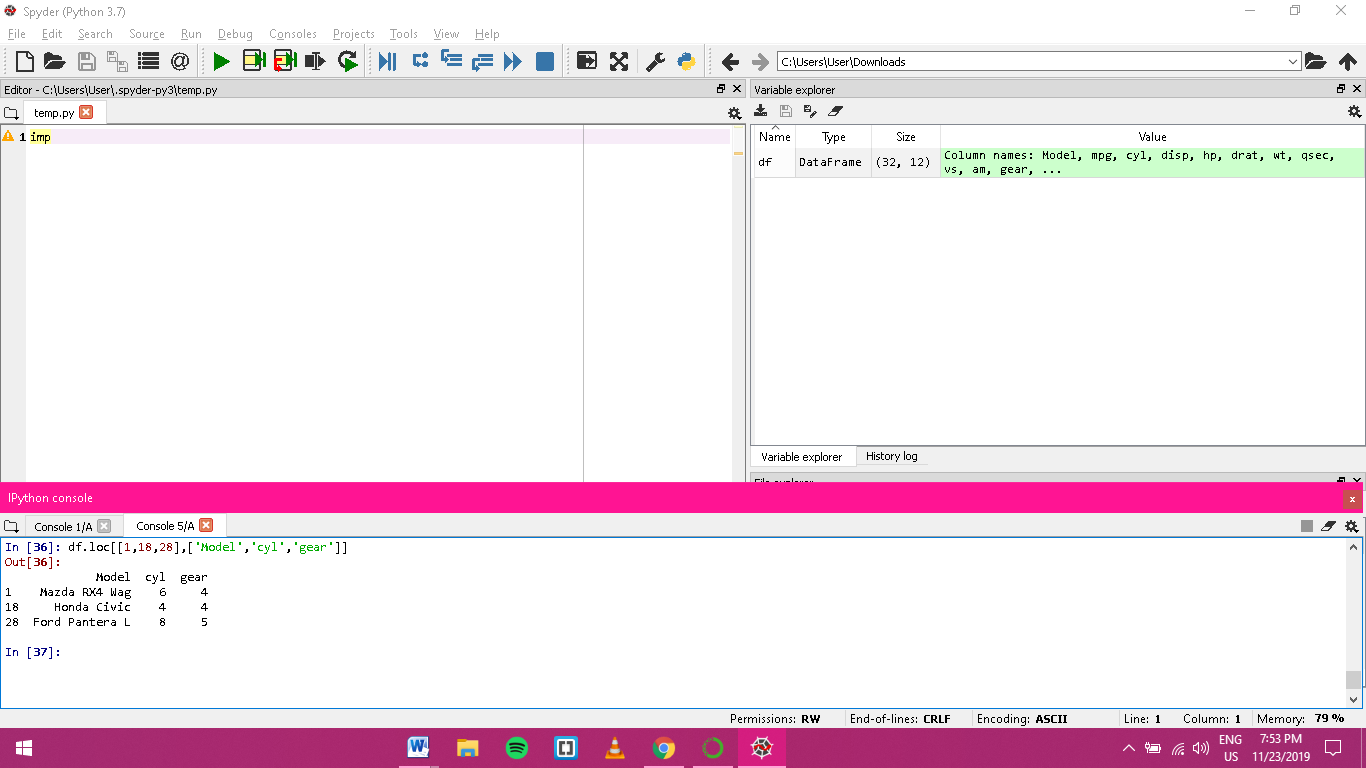 Spyder (Python 3.7)
File Edit Search Source Run Debug Consoles Projects Tools View Help
C:\Users\User\Downloads
Editor - C:\Users\User\.spyder-py3\temp.py
temp.py
1 imp
Variable explorer
Name Type Size Value
df DataFrame (32, 12) Column names: Model, mpg, cyl, disp, hp, drat, wt, qsec,
vs, am, gear, ...
Variable explorer History log
File explorer
IPython console
Console 1/A Console 5/A
In [36]: df.loc[[1,18,28],['Model','cyl','gear']]
Out[36]:
Model cyl gear
1 Mazda RX4 Wag 6 4
18 Honda Civic 4 4
28 Ford Pantera L 8 5
In [37]:
Permissions: RW End-of-lines: CRLF Encoding: ASCII Line: 1 Column: 1 Memory: 79 %
ENG 7:53 PM
US 11/23/2019